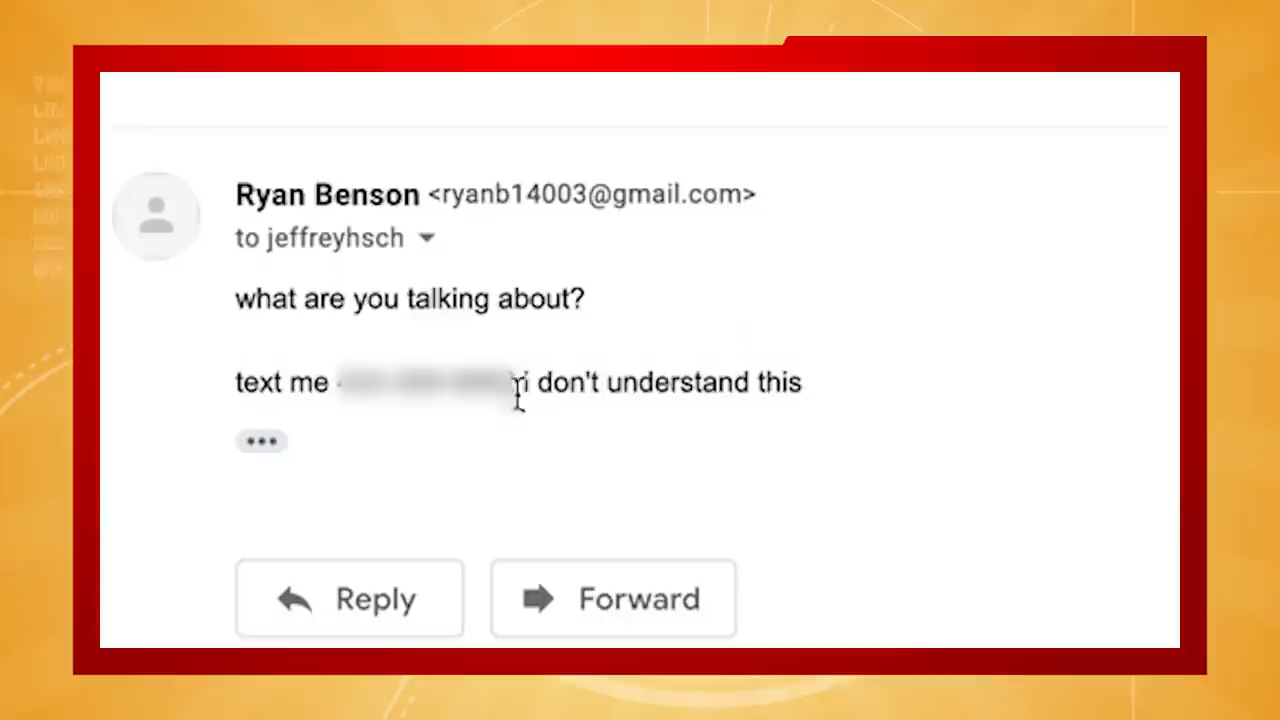 Ryan Benson <ryanb14003@gmail.com>
to jeffreyhsch
what are you talking about?
text me i don't understand this
Reply
Forward